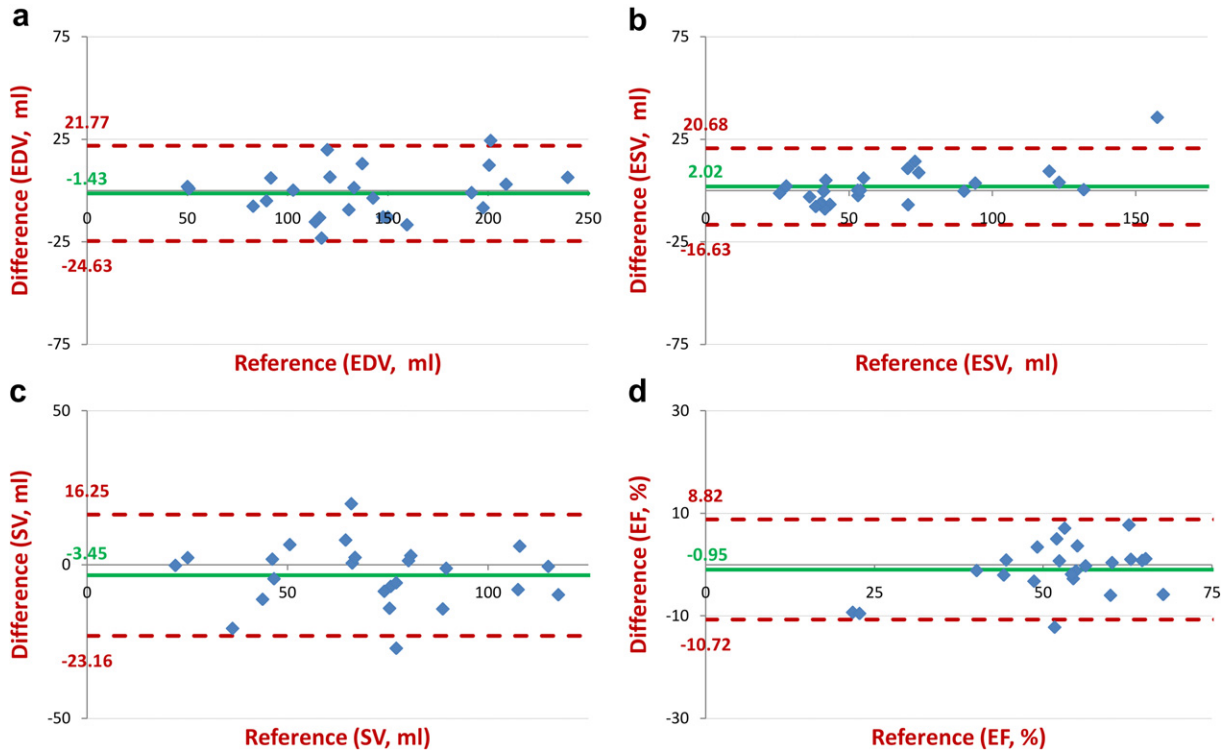 a
75
21.77
25
-1.43
0 50 100 150 200 250
-25
-24.63
-75
Difference (EDV, ml)
Reference (EDV, ml)
b
75
25
20.68
2.02
0 50 100 150
-25
-16.63
-75
Difference (ESV, ml)
Reference (ESV, ml)
c
50
16.25
-3.45
0
0 50 100
-23.16
-50
Difference (SV, ml)
Reference (SV, ml)
d
30
8.82
10
-0.95
0 25 50 75
-10
-10.72
-30
Difference (EF, %)
Reference (EF, %)